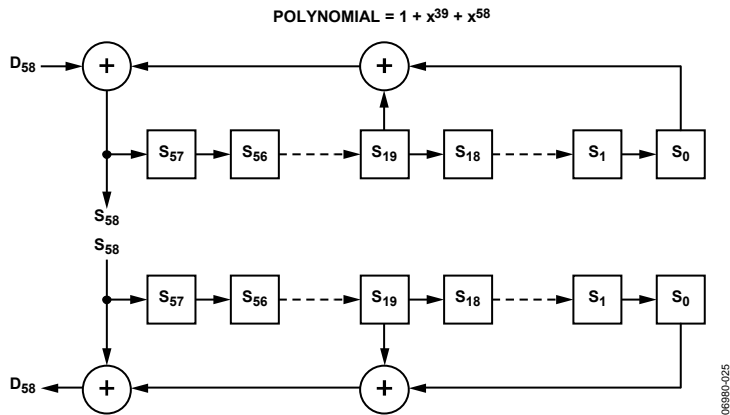 POLYNOMIAL = 1 + x³⁹ + x⁵⁸
D₅₈ + +
S₅₇ S₅₆ S₁₉ S₁₈ S₁ S₀
S₅₈
S₅₈
S₅₇ S₅₆ S₁₉ S₁₈ S₁ S₀
D₅₈ + +
06980-025